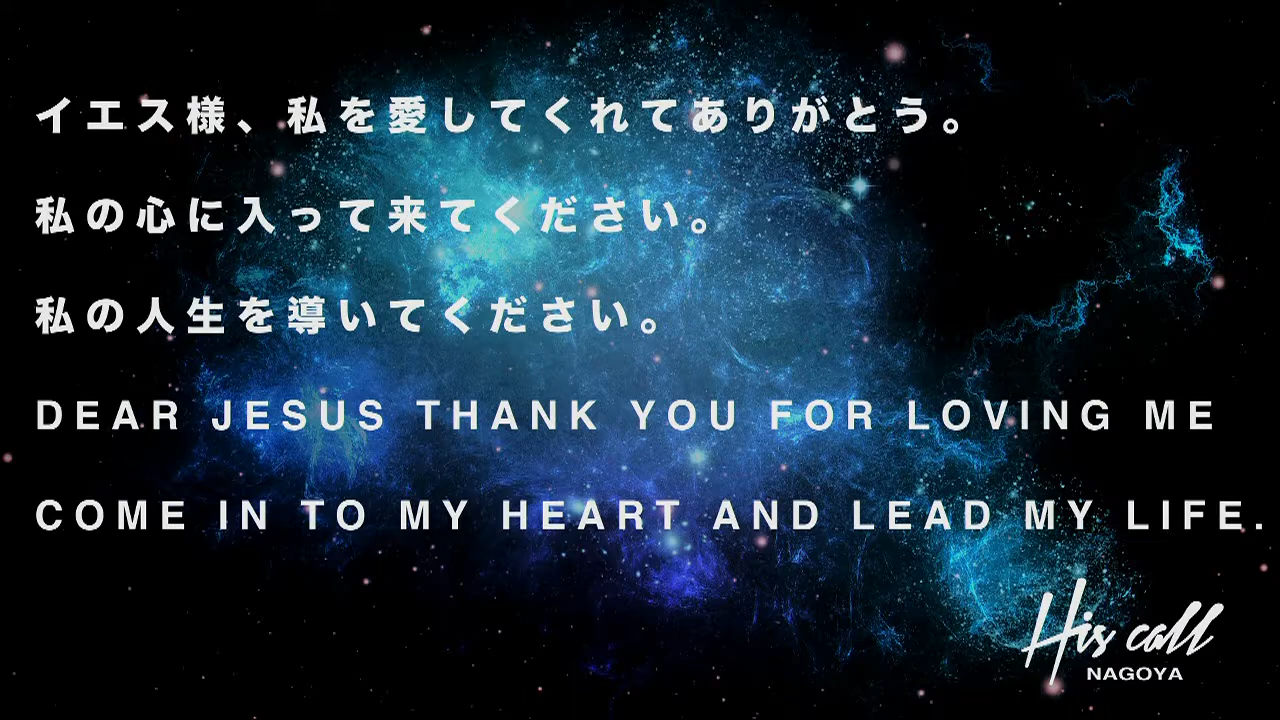 イエス様、私を愛してくれてありがとう。
私の心に入って来てください。
私の人生を導いてください。
DEAR JESUS THANK YOU FOR LOVING ME
COME IN TO MY HEART AND LEAD MY LIFE.
His call
NAGOYA